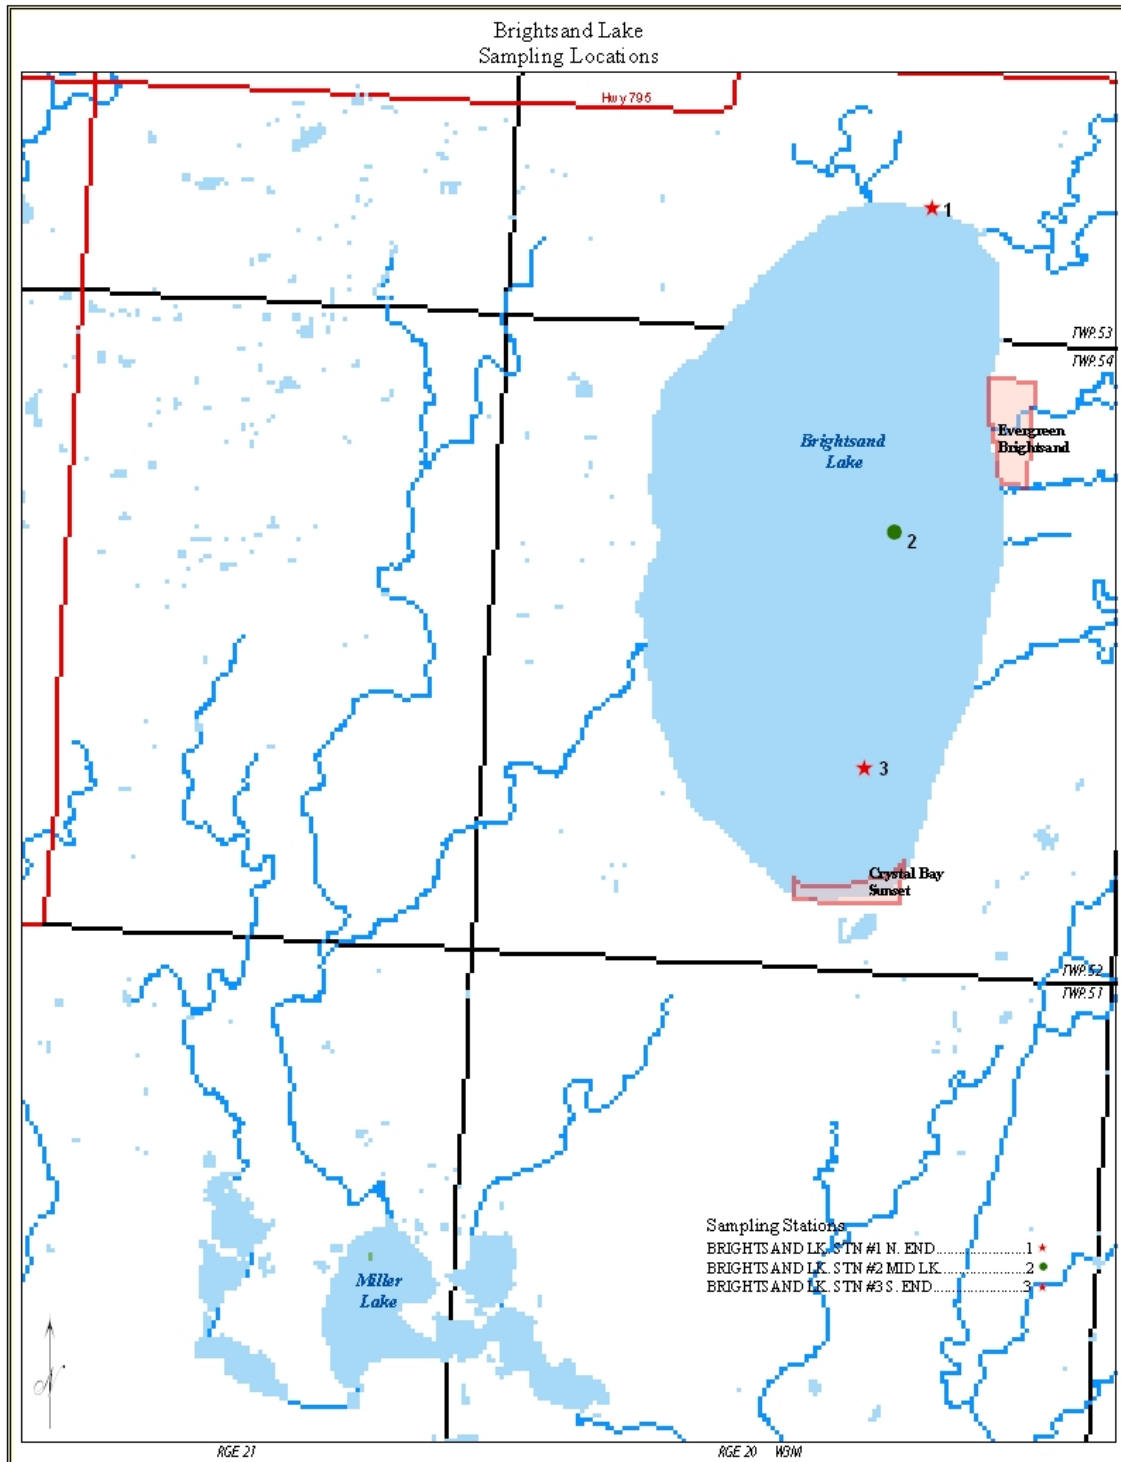 Brightsand Lake
Sampling Locations
Hwy 795
1
TWP.53
TWP.54
Evergreen
Brightsand
Brightsand
Lake
2
3
Crystal Bay
Sunset
TWP.52
TWP.51
Sampling Stations
BRIGHTSAND LK. STN #1 N. END.......................1
BRIGHTSAND LK. STN #2 MID LK.......................2
BRIGHTSAND LK. STN #3 S. END.......................3
Miller
Lake
N
RGE 21
RGE 20 W3M